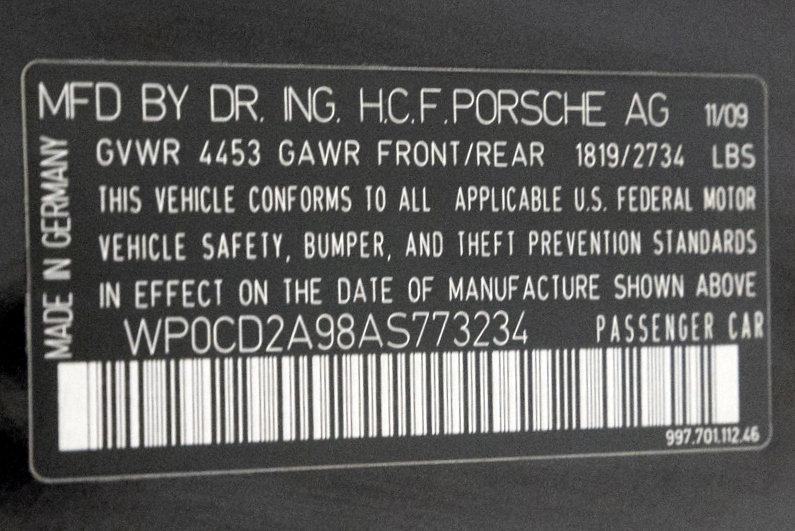 MFD BY DR. ING. H.C.F. PORSCHE AG 11/09
GVWR 4453 GAWR FRONT/REAR 1819/2734 LBS
THIS VEHICLE CONFORMS TO ALL APPLICABLE U.S. FEDERAL MOTOR
VEHICLE SAFETY, BUMPER, AND THEFT PREVENTION STANDARDS
IN EFFECT ON THE DATE OF MANUFACTURE SHOWN ABOVE
WP0CD2A98AS773234 PASSENGER CAR
997.701.112.46
MADE IN GERMANY